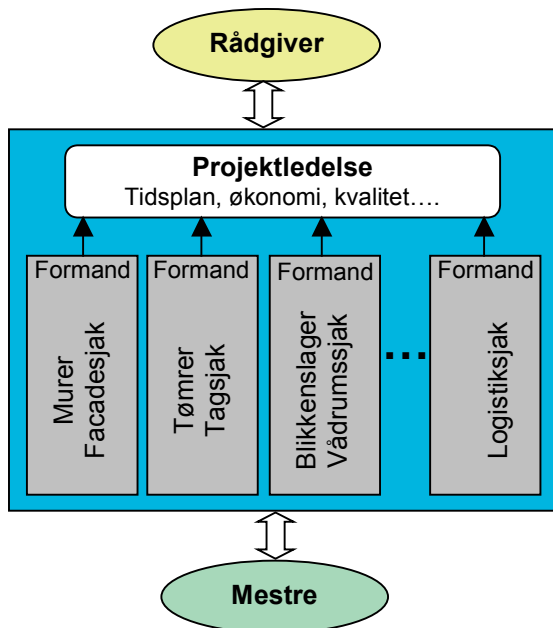 Rådgiver
Projektledelse
Tidsplan, økonomi, kvalitet….
Formand
Murer
Facadesjak
Formand
Tømrer
Tagsjak
Formand
Blikkenslager
Vådrumssjak
...
Formand
Logistiksjak
Mestre